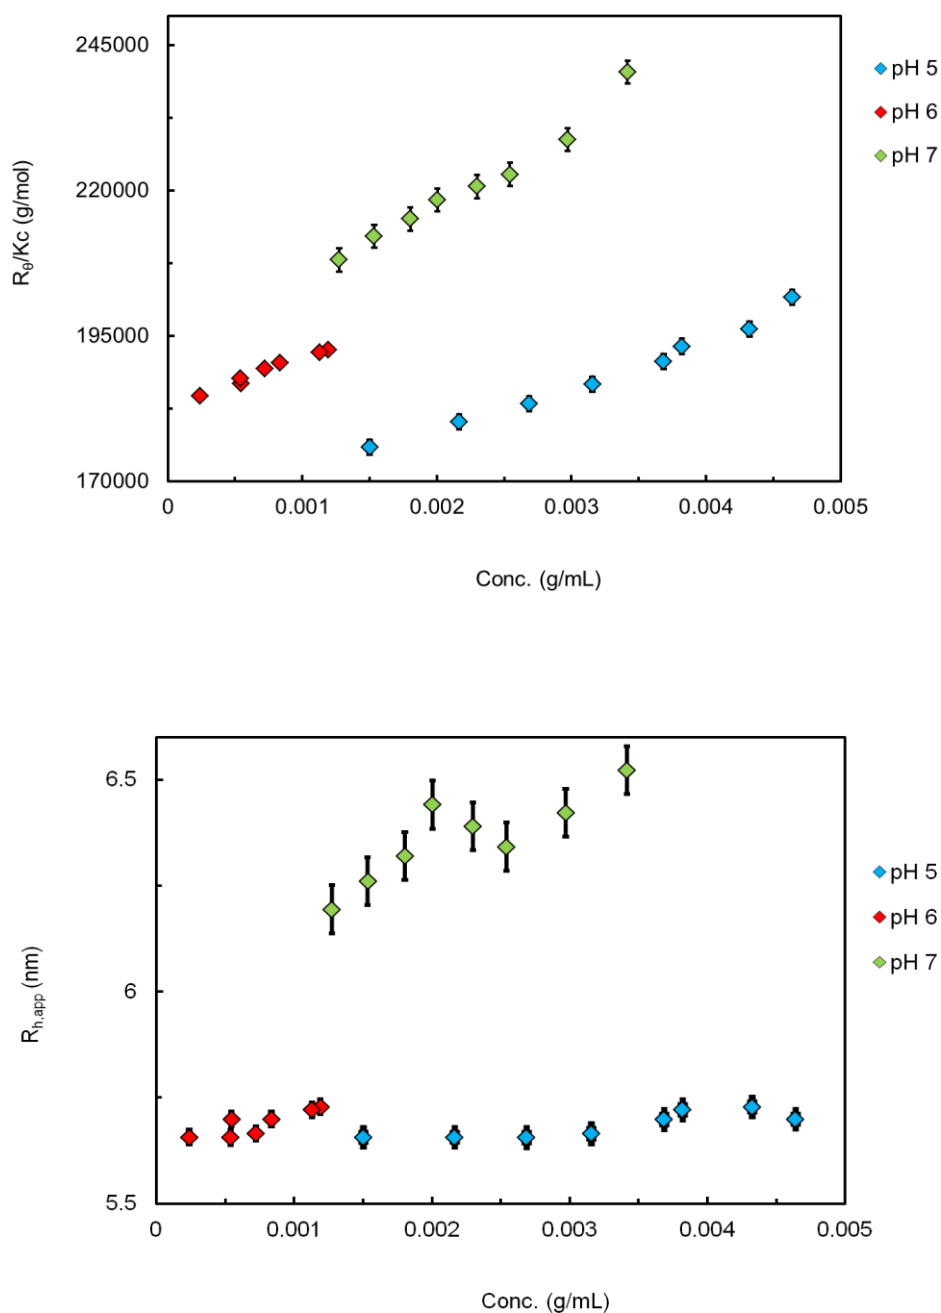 245000
220000
195000
170000
R_θ/Kc (g/mol)
0
0.001
0.002
0.003
0.004
0.005
Conc. (g/mL)
pH 5
pH 6
pH 7
6.5
6
5.5
R_h,app (nm)
0
0.001
0.002
0.003
0.004
0.005
Conc. (g/mL)
pH 5
pH 6
pH 7